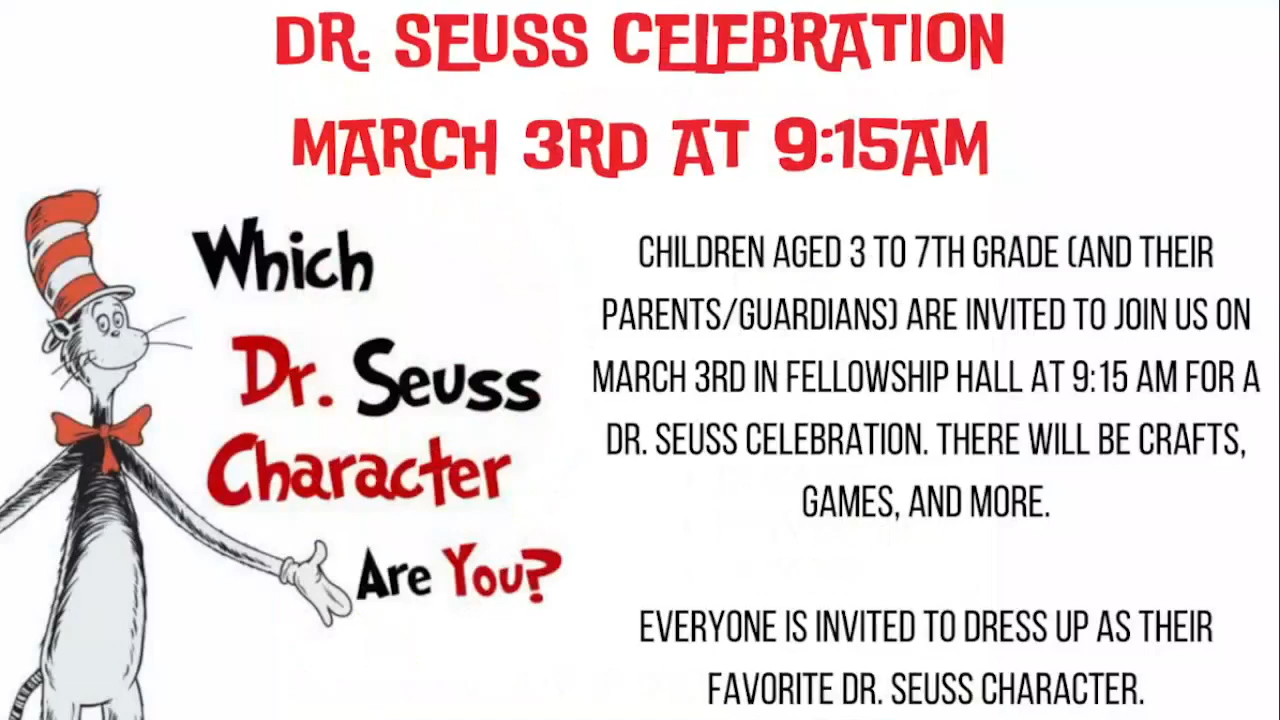 DR. SEUSS CELEBRATION
MARCH 3RD AT 9:15AM
Which
Dr. Seuss
Character
Are You?
CHILDREN AGED 3 TO 7TH GRADE (AND THEIR
PARENTS/GUARDIANS) ARE INVITED TO JOIN US ON
MARCH 3RD IN FELLOWSHIP HALL AT 9:15 AM FOR A
DR. SEUSS CELEBRATION. THERE WILL BE CRAFTS,
GAMES, AND MORE.
EVERYONE IS INVITED TO DRESS UP AS THEIR
FAVORITE DR. SEUSS CHARACTER.